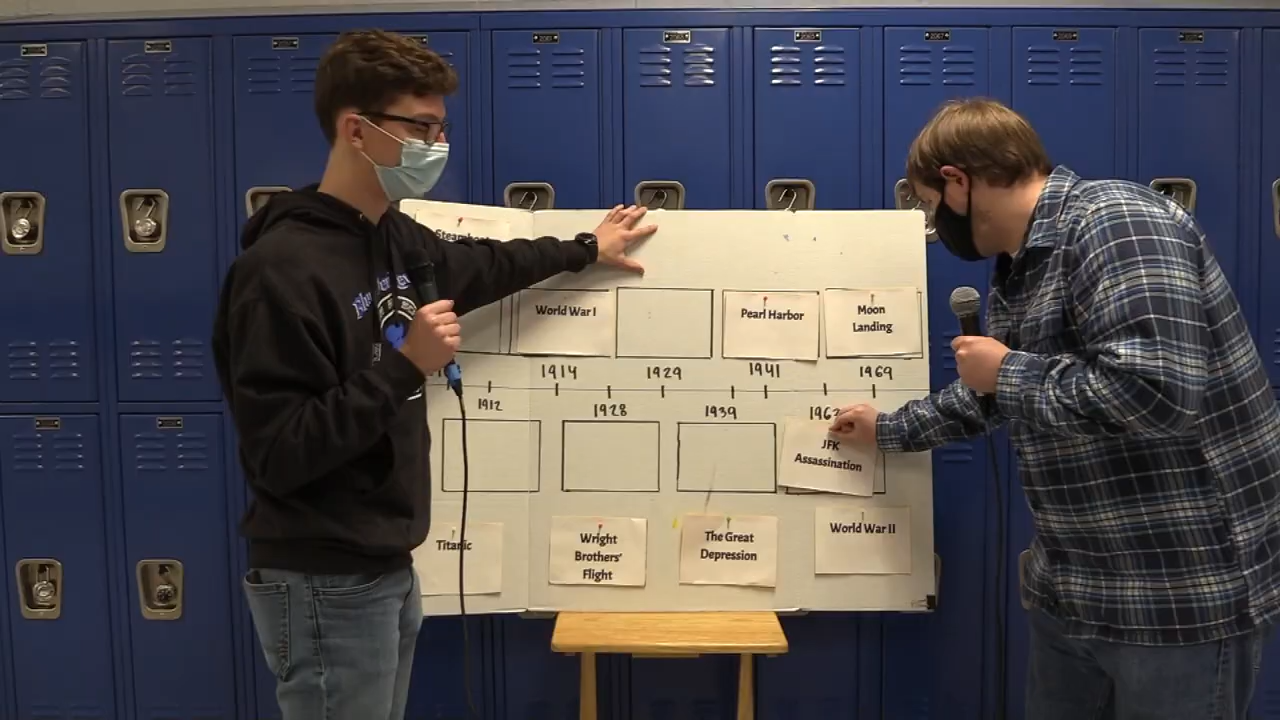 World War I
Pearl Harbor
Moon
Landing
1914
1929
1941
1969
1912
1928
1939
JFK
Assassination
Titanic
Wright
Brothers'
Flight
The Great
Depression
World War II